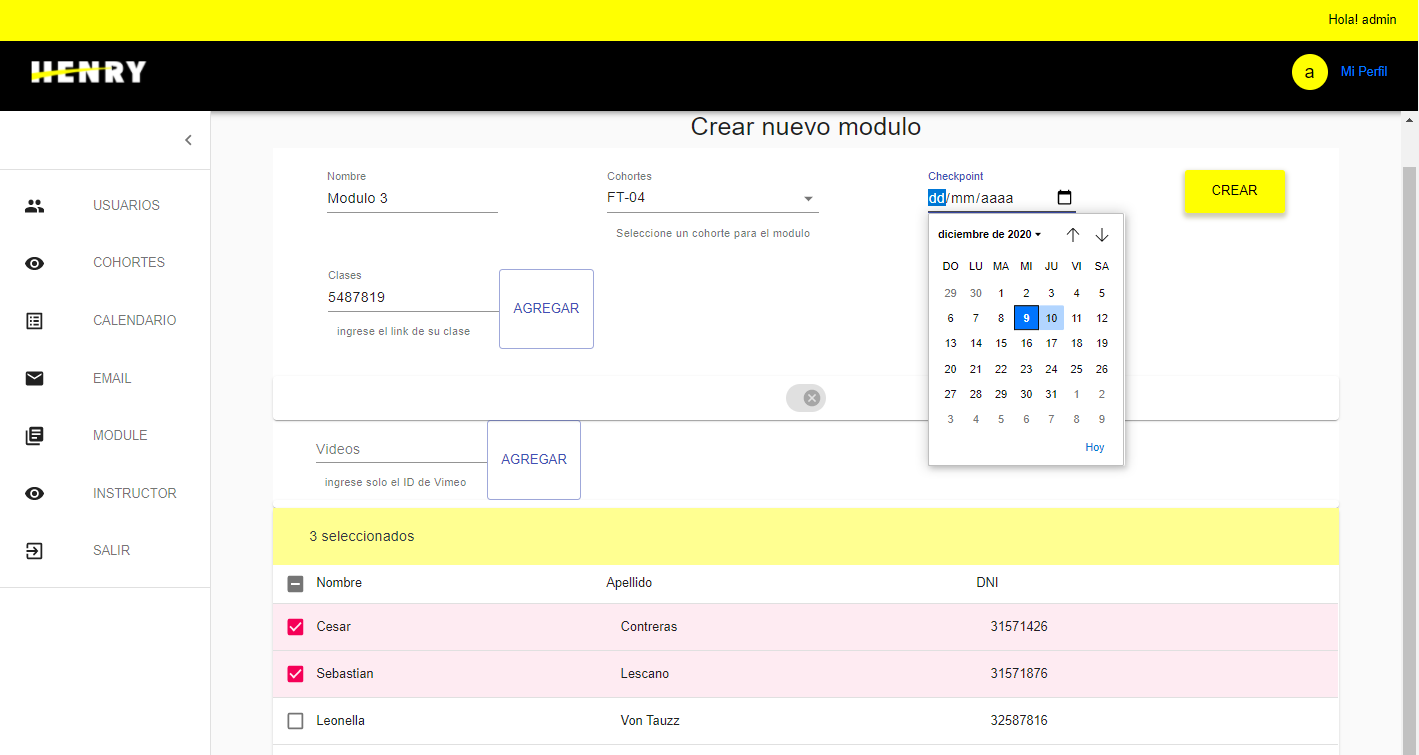 Hola! admin
HENRY
a Mi Perfil
USUARIOS
COHORTES
CALENDARIO
EMAIL
MODULE
INSTRUCTOR
SALIR
Crear nuevo modulo
Nombre
Modulo 3
Cohortes
FT-04
Seleccione un cohorte para el modulo
Checkpoint
dd/mm/aaaa
CREAR
diciembre de 2020
DO LU MA MI JU VI SA
29 30 1 2 3 4 5
6 7 8 9 10 11 12
13 14 15 16 17 18 19
20 21 22 23 24 25 26
27 28 29 30 31 1 2
3 4 5 6 7 8 9
Hoy
Clases
5487819
ingrese el link de su clase
AGREGAR
Videos
ingrese solo el ID de Vimeo
AGREGAR
3 seleccionados
Nombre Apellido DNI
Cesar Contreras 31571426
Sebastian Lescano 31571876
Leonella Von Tauzz 32587816